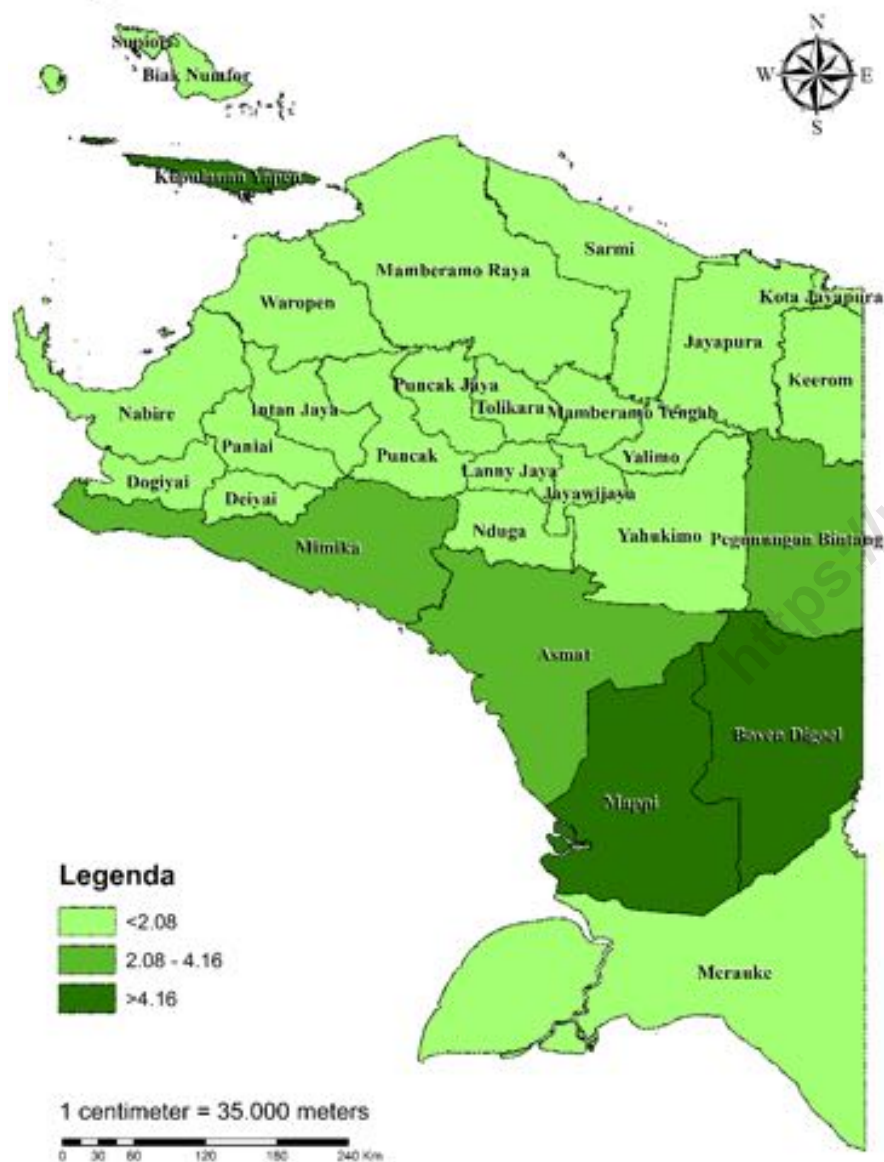 N
Supiori
Biak Numfor
W E
S
Kepulauan Yapen
Sarmi
Mamberamo Raya
Kota Jayapura
Waropen
Jayapura
Puncak Jaya
Keerom
Intan Jaya
Tolikara
Mamberamo Tengah
Nabire
Paniai
Puncak
Yalimo
Lanny Jaya
Dogiyai
Jayawijaya
Deiyai
Nduga
Yahukimo
Pegunungan Bintang
Mimika
https://w
Asmat
Boven Digoel
Mappi
Legenda
<2.08
2.08 - 4.16
Merauke
>4.16
1 centimeter = 35.000 meters
0 30 60 120 180 240 Km